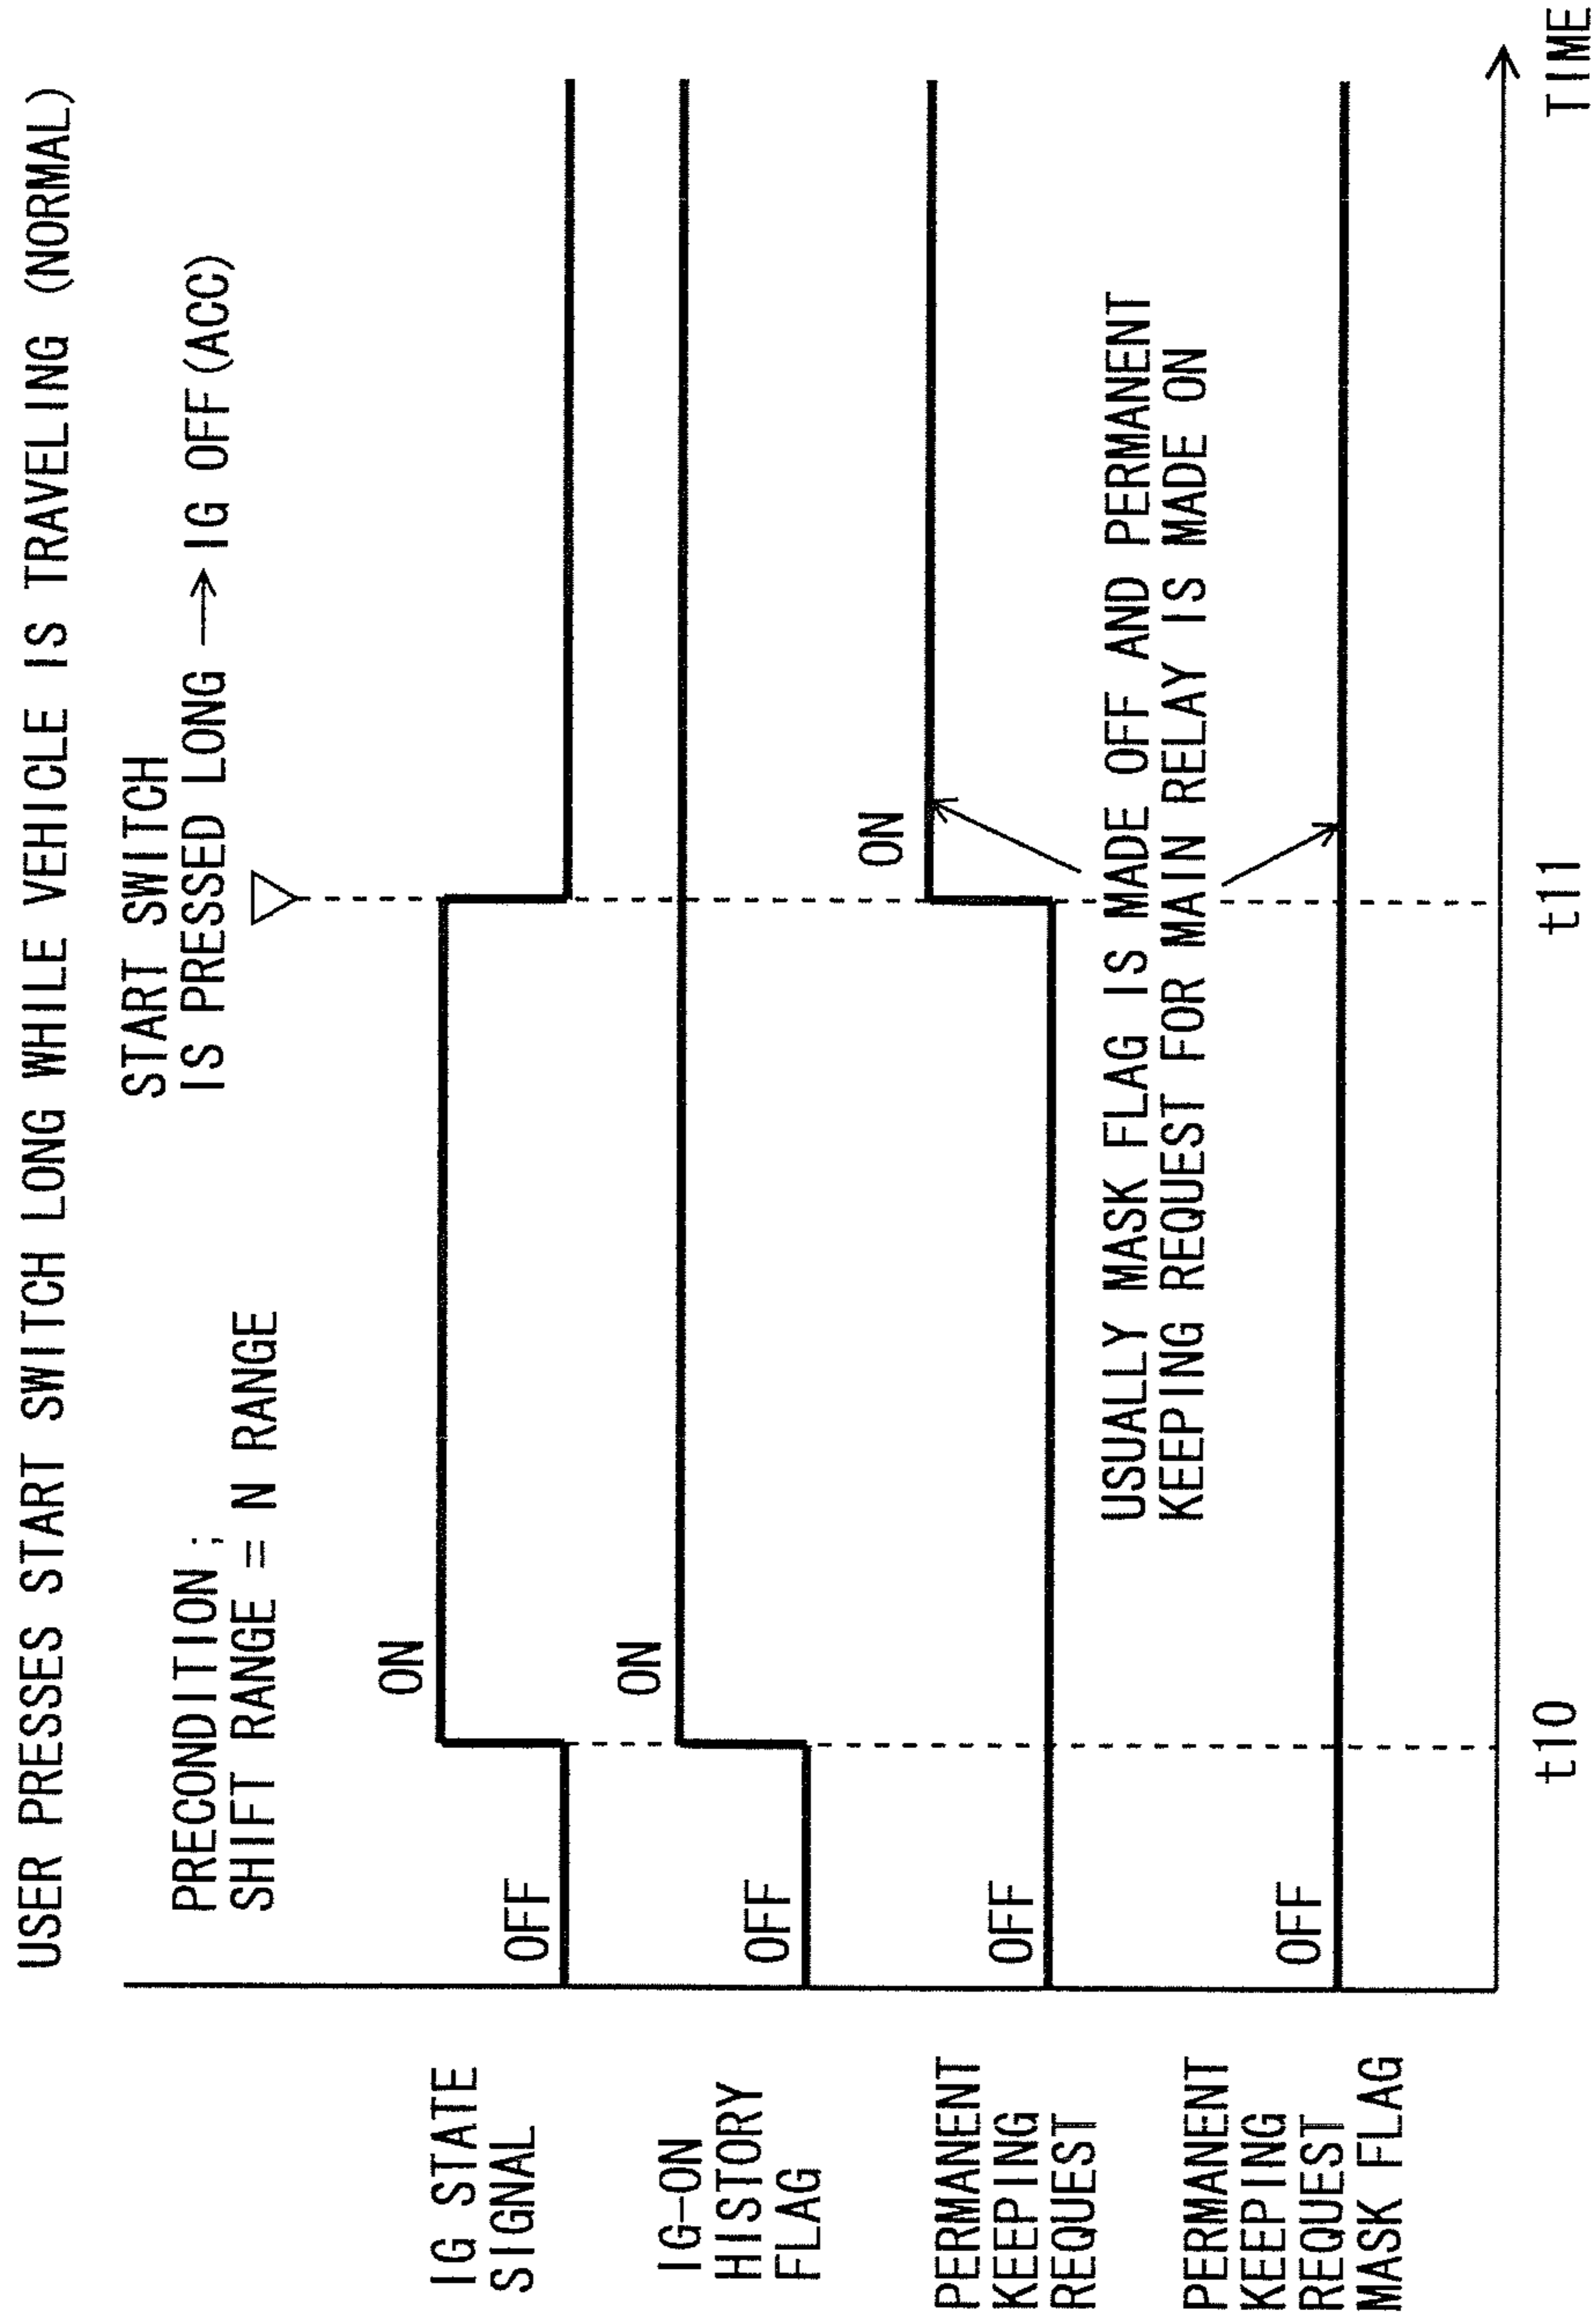 USER PRESSES START SWITCH LONG WHILE VEHICLE IS TRAVELING (NORMAL)
START SWITCH
IS PRESSED LONG → IG OFF (ACC)
PRECONDITION ;
SHIFT RANGE = N RANGE
IG STATE
SIGNAL
OFF
ON
IG-ON
HISTORY
FLAG
OFF
ON
PERMANENT
KEEPING
REQUEST
OFF
ON
USUALLY MASK FLAG IS MADE OFF AND PERMANENT
KEEPING REQUEST FOR MAIN RELAY IS MADE ON
PERMANENT
KEEPING
REQUEST
MASK FLAG
OFF
t10
t11
TIME